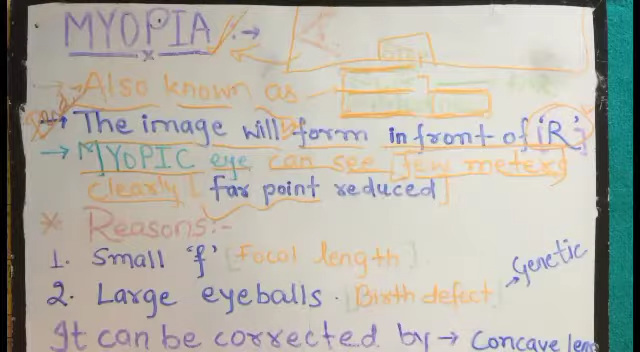 MYOPIA →
→ Also known as -
→ The image will form in front of 'R'
→ MYOPIC eye can see [few meters
clearly [far point reduced]
* Reasons:-
1. Small 'f' [Focal length]
2. Large eyeballs. [Birth defect] → Genetic
It can be corrected by → Concave lens